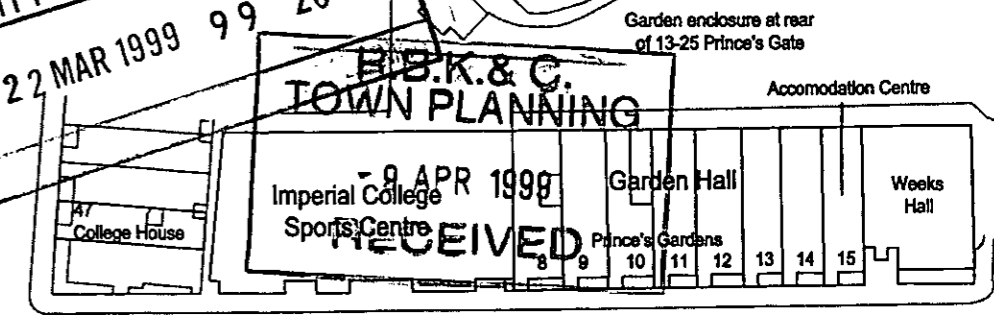 22 MAR 1999 99
Garden enclosure at rear
of 13-25 Prince's Gate
R.B.K.& C.
TOWN PLANNING
- 9 APR 1999
RECEIVED
Accomodation Centre
Imperial College
Sports Centre
Garden Hall
Weeks
Hall
47
College House
Prince's Gardens
8 9 10 11 12 13 14 15